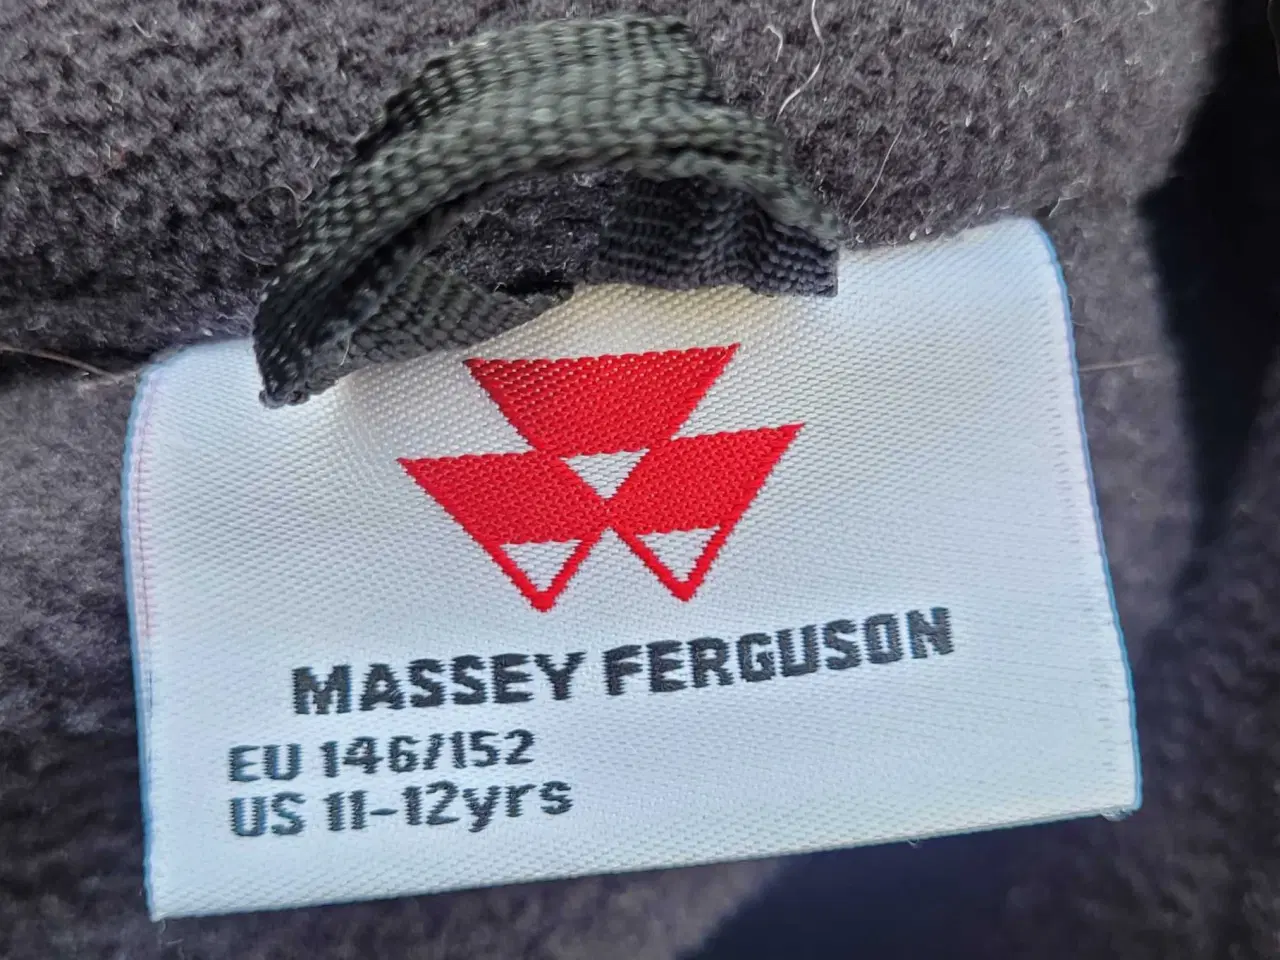 MASSEY FERGUSON
EU 146/152
US 11-12yrs